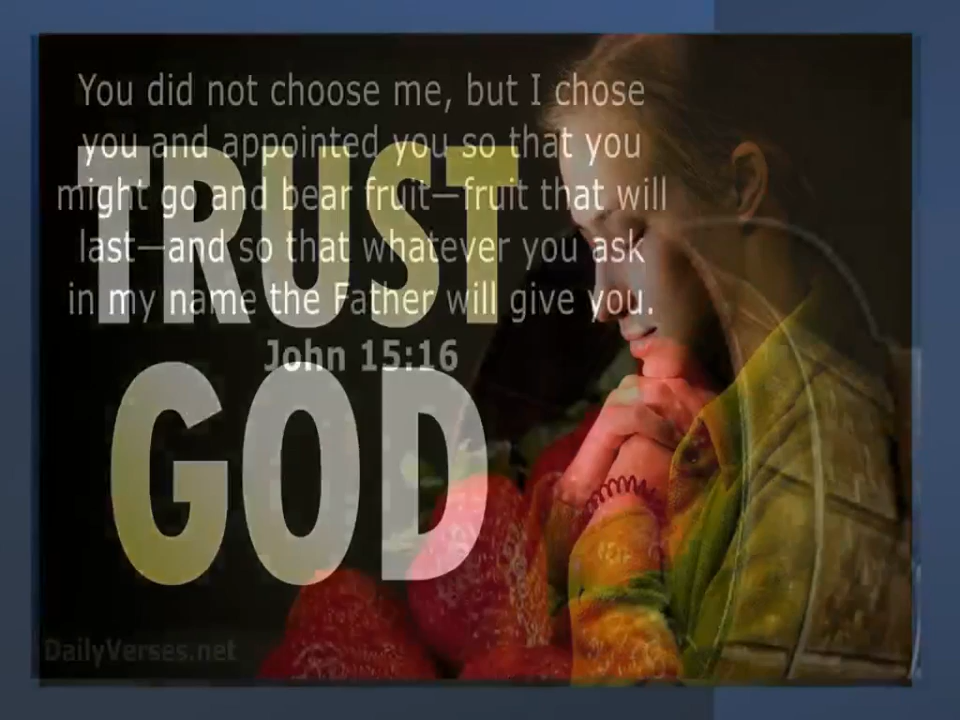 You did not choose me, but I chose
you and appointed you so that you
might go and bear fruit—fruit that will
last—and so that whatever you ask
in my name the Father will give you.
John 15:16
TRUST
GOD
DailyVerses.net